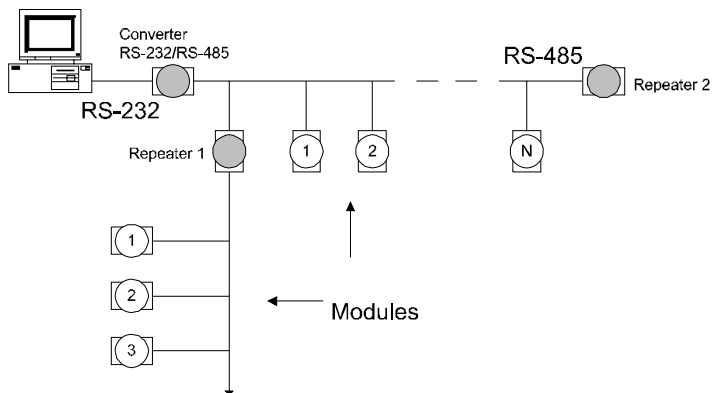 Converter
RS-232/RS-485
RS-485
RS-232
Repeater 2
Repeater 1
1
2
N
1
2
3
Modules